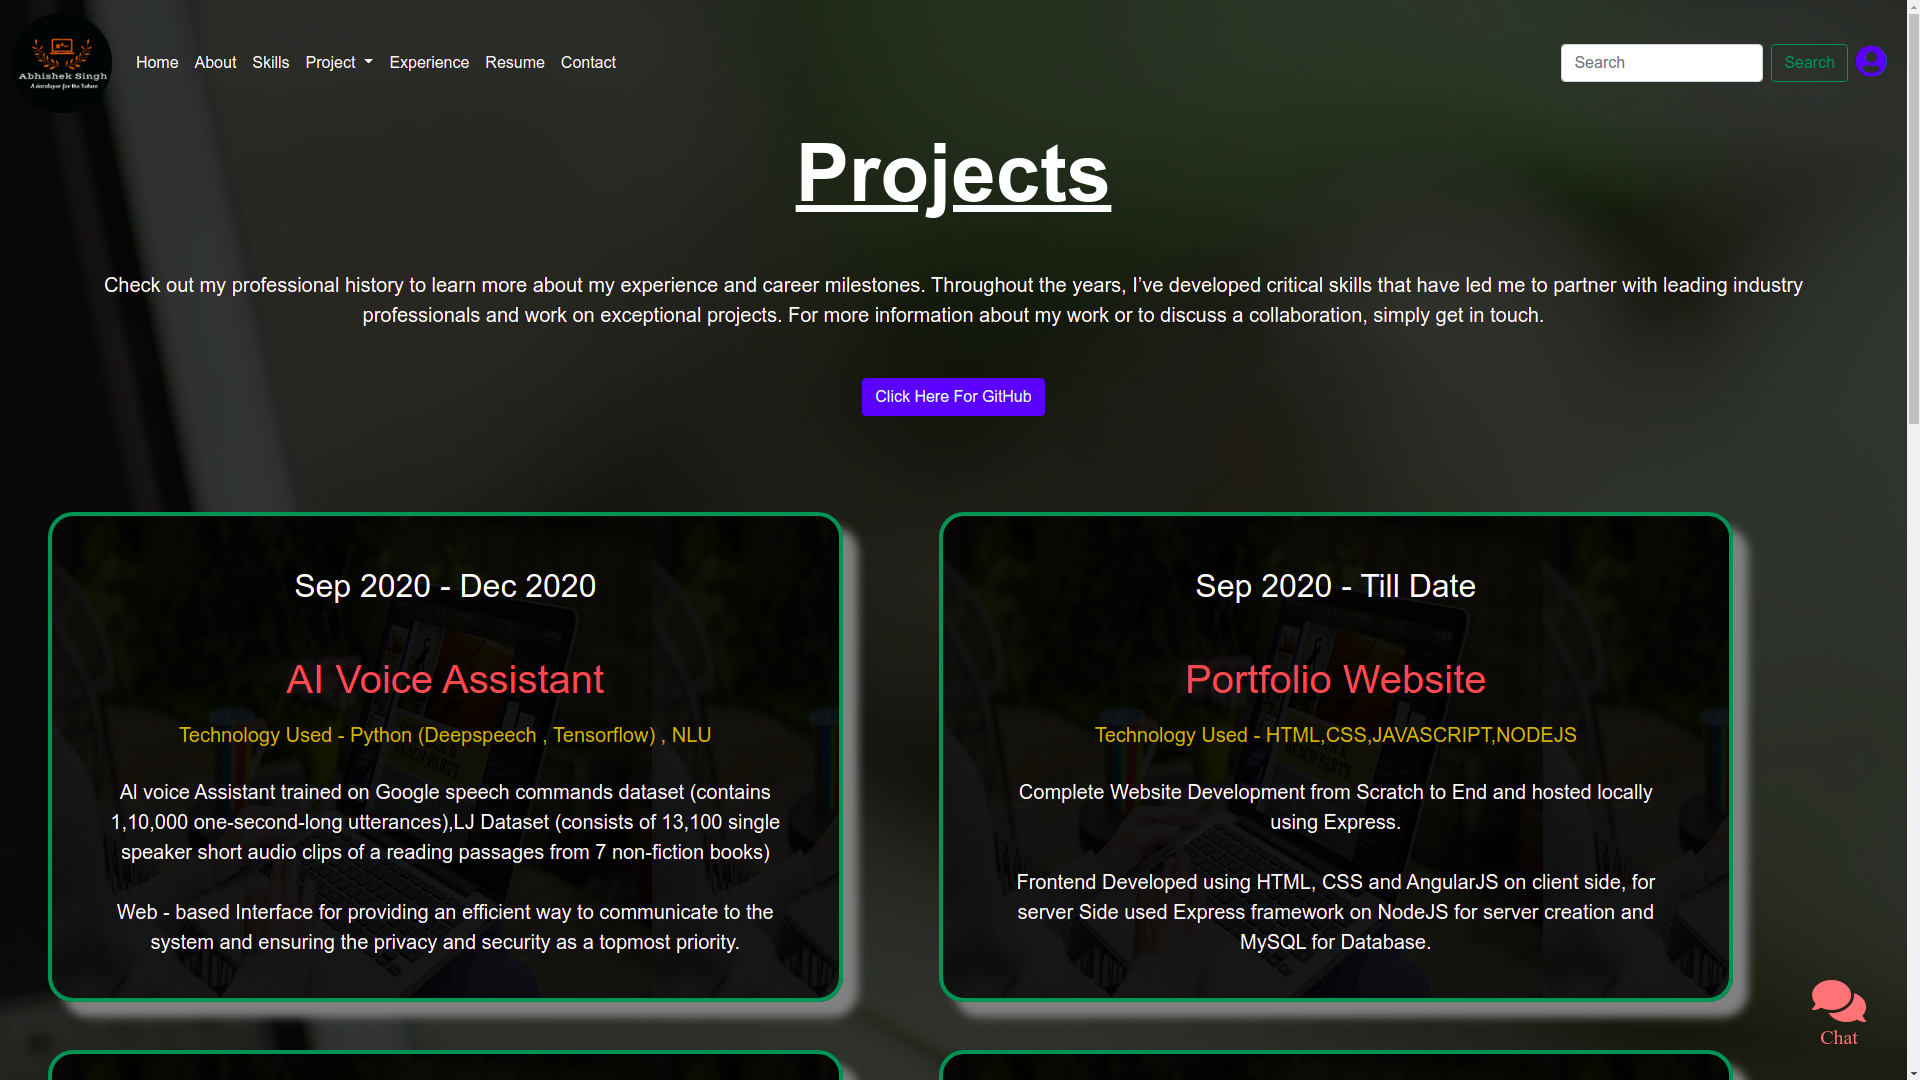 Abhishek Singh
A developer for the future
Home About Skills Project Experience Resume Contact
Search Search
Projects
Check out my professional history to learn more about my experience and career milestones. Throughout the years, I’ve developed critical skills that have led me to partner with leading industry
professionals and work on exceptional projects. For more information about my work or to discuss a collaboration, simply get in touch.
Click Here For GitHub
Sep 2020 - Dec 2020
AI Voice Assistant
Technology Used - Python (Deepspeech , Tensorflow) , NLU
AI voice Assistant trained on Google speech commands dataset (contains
1,10,000 one-second-long utterances),LJ Dataset (consists of 13,100 single
speaker short audio clips of a reading passages from 7 non-fiction books)
Web - based Interface for providing an efficient way to communicate to the
system and ensuring the privacy and security as a topmost priority.
Sep 2020 - Till Date
Portfolio Website
Technology Used - HTML,CSS,JAVASCRIPT,NODEJS
Complete Website Development from Scratch to End and hosted locally
using Express.
Frontend Developed using HTML, CSS and AngularJS on client side, for
server Side used Express framework on NodeJS for server creation and
MySQL for Database.
Chat